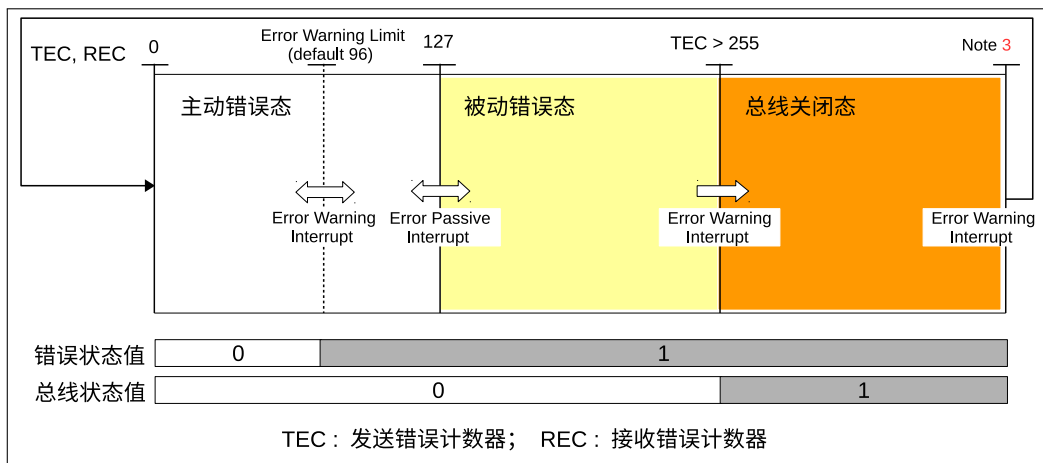 TEC, REC
0
Error Warning Limit
(default 96)
127
TEC > 255
Note 3
主动错误态
被动错误态
总线关闭态
Error Warning
Interrupt
Error Passive
Interrupt
Error Warning
Interrupt
Error Warning
Interrupt
错误状态值
0
1
总线状态值
0
1
TEC : 发送错误计数器； REC : 接收错误计数器